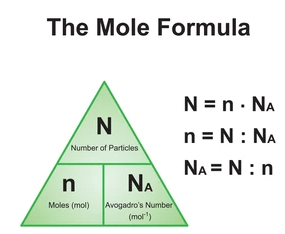 The Mole Formula
N
Number of Particles
n
Moles (mol)
NA
Avogadro's Number
(mol⁻¹)
N = n · NA
n = N : NA
NA = N : n